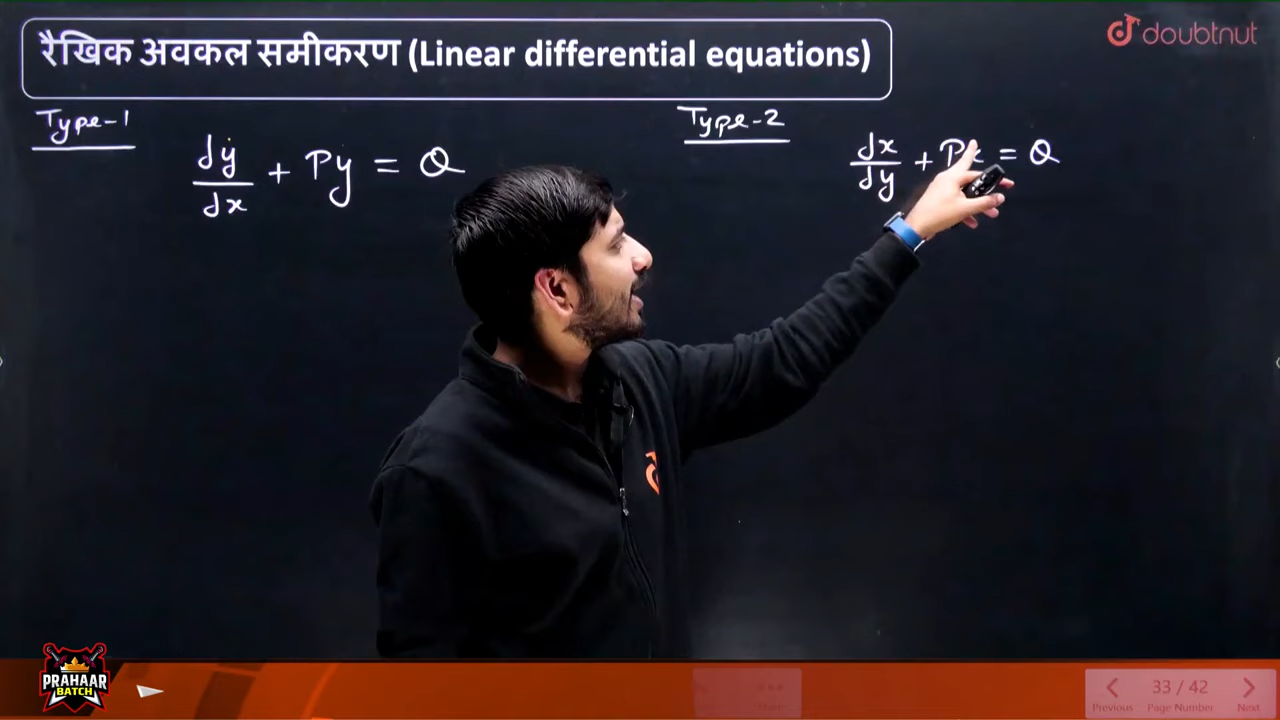 रैखिक अवकल समीकरण (Linear differential equations)
doubtnut
Type-1
dy/dx + Py = Q
Type-2
dx/dy + Px = Q
PRAHAAR
BATCH
33 / 42
Previous Page Number Next